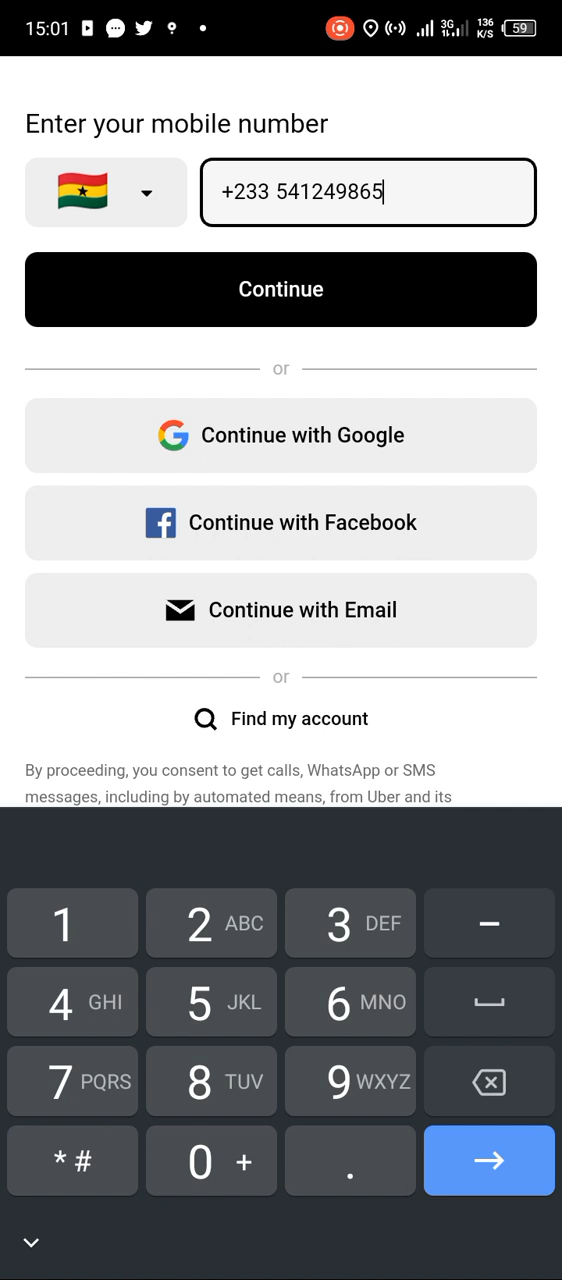 15:01
3G
136
K/S
59
Enter your mobile number
+233 541249865
Continue
or
Continue with Google
Continue with Facebook
Continue with Email
or
Find my account
By proceeding, you consent to get calls, WhatsApp or SMS
messages, including by automated means, from Uber and its
1
2 ABC
3 DEF
–
4 GHI
5 JKL
6 MNO
7 PQRS
8 TUV
9 WXYZ
* #
0 +
.